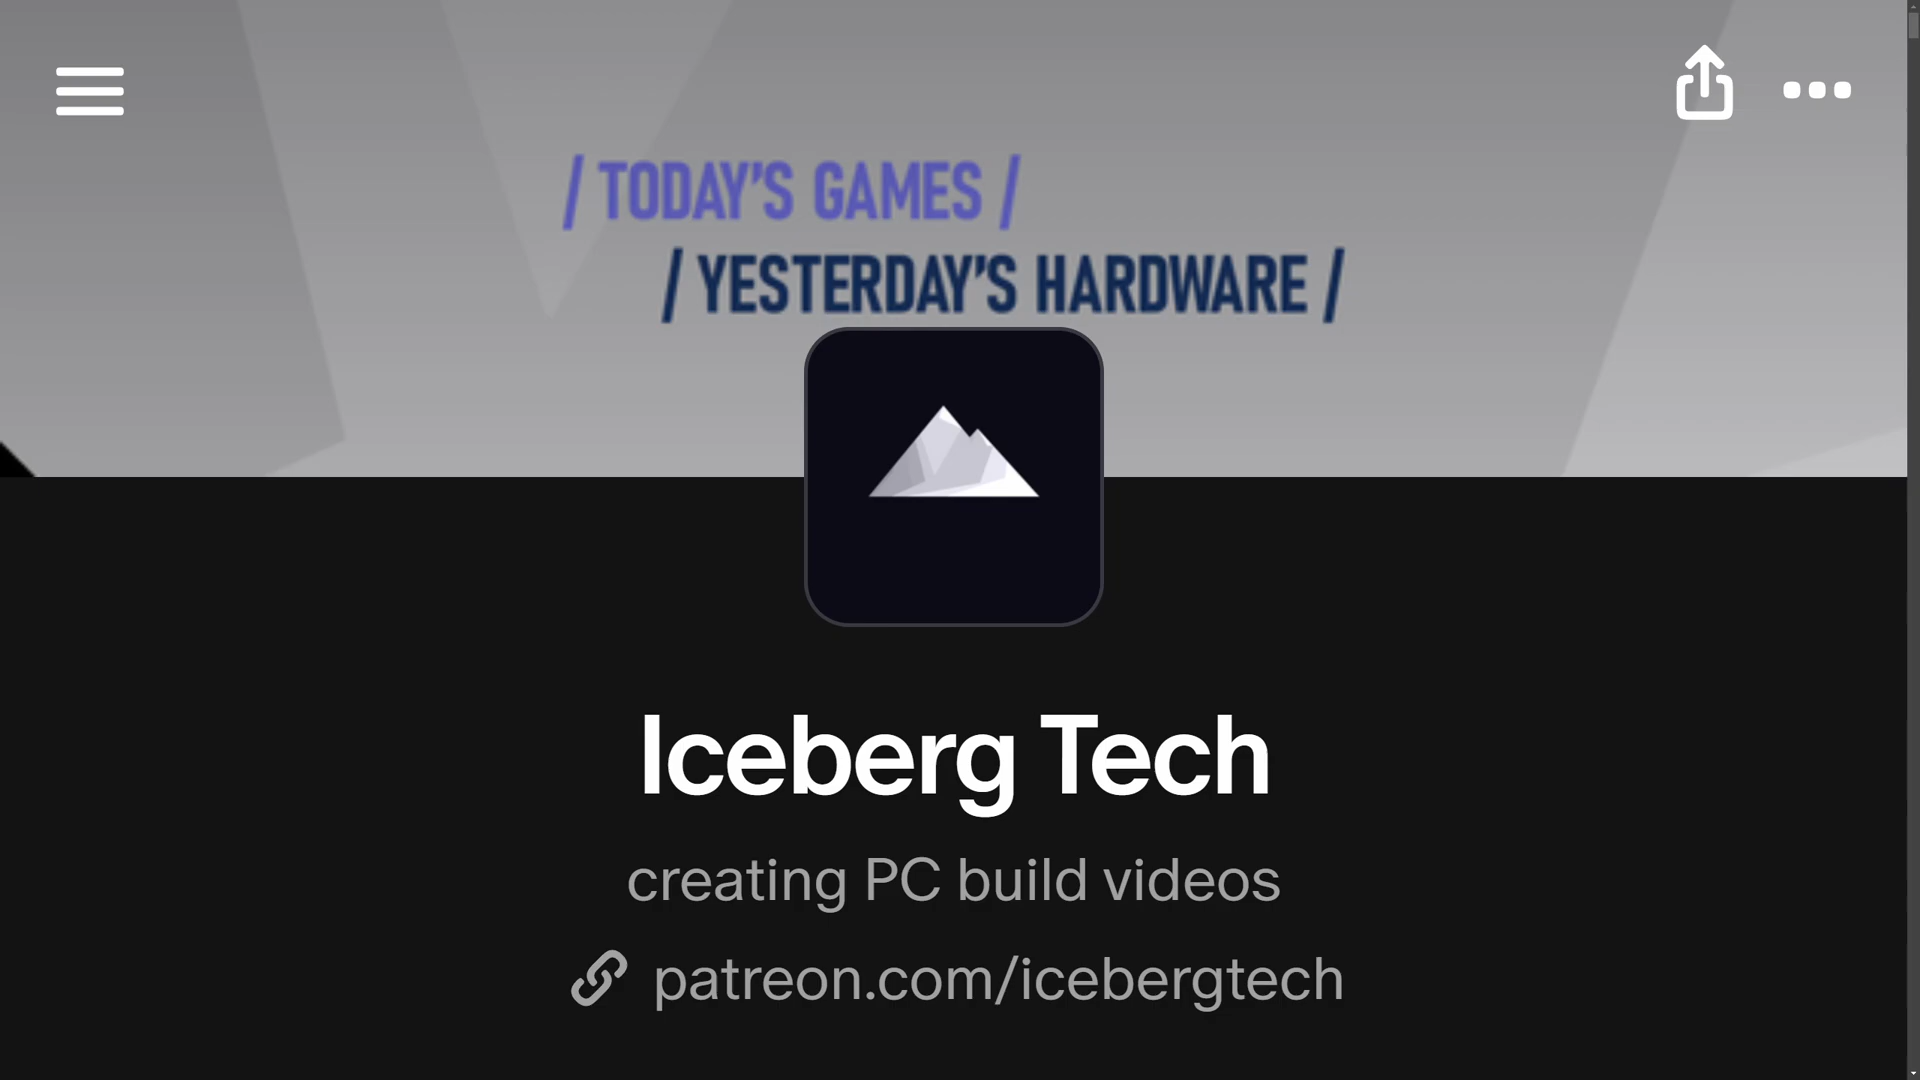 / TODAY'S GAMES /
/ YESTERDAY'S HARDWARE /
Iceberg Tech
creating PC build videos
patreon.com/icebergtech